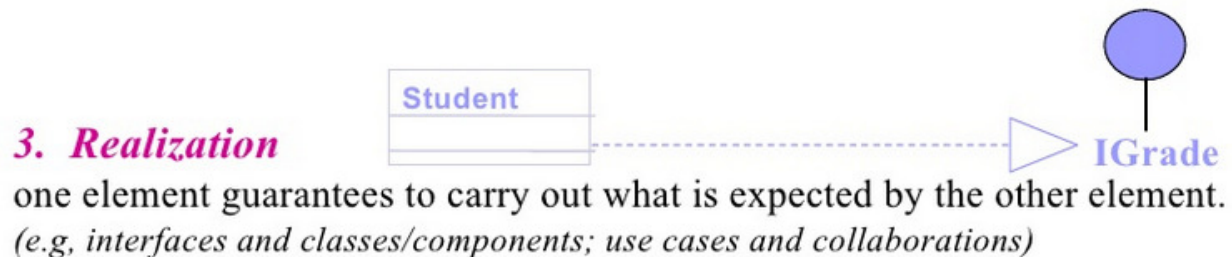 Student
3. Realization
IGrade
one element guarantees to carry out what is expected by the other element.
(e.g, interfaces and classes/components; use cases and collaborations)